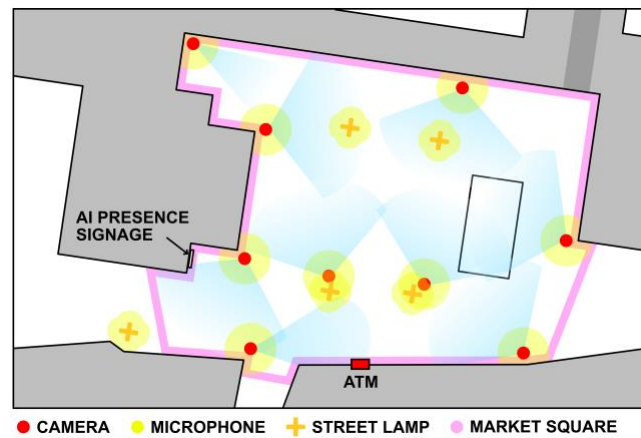 AI PRESENCE
SIGNAGE
ATM
CAMERA MICROPHONE STREET LAMP MARKET SQUARE